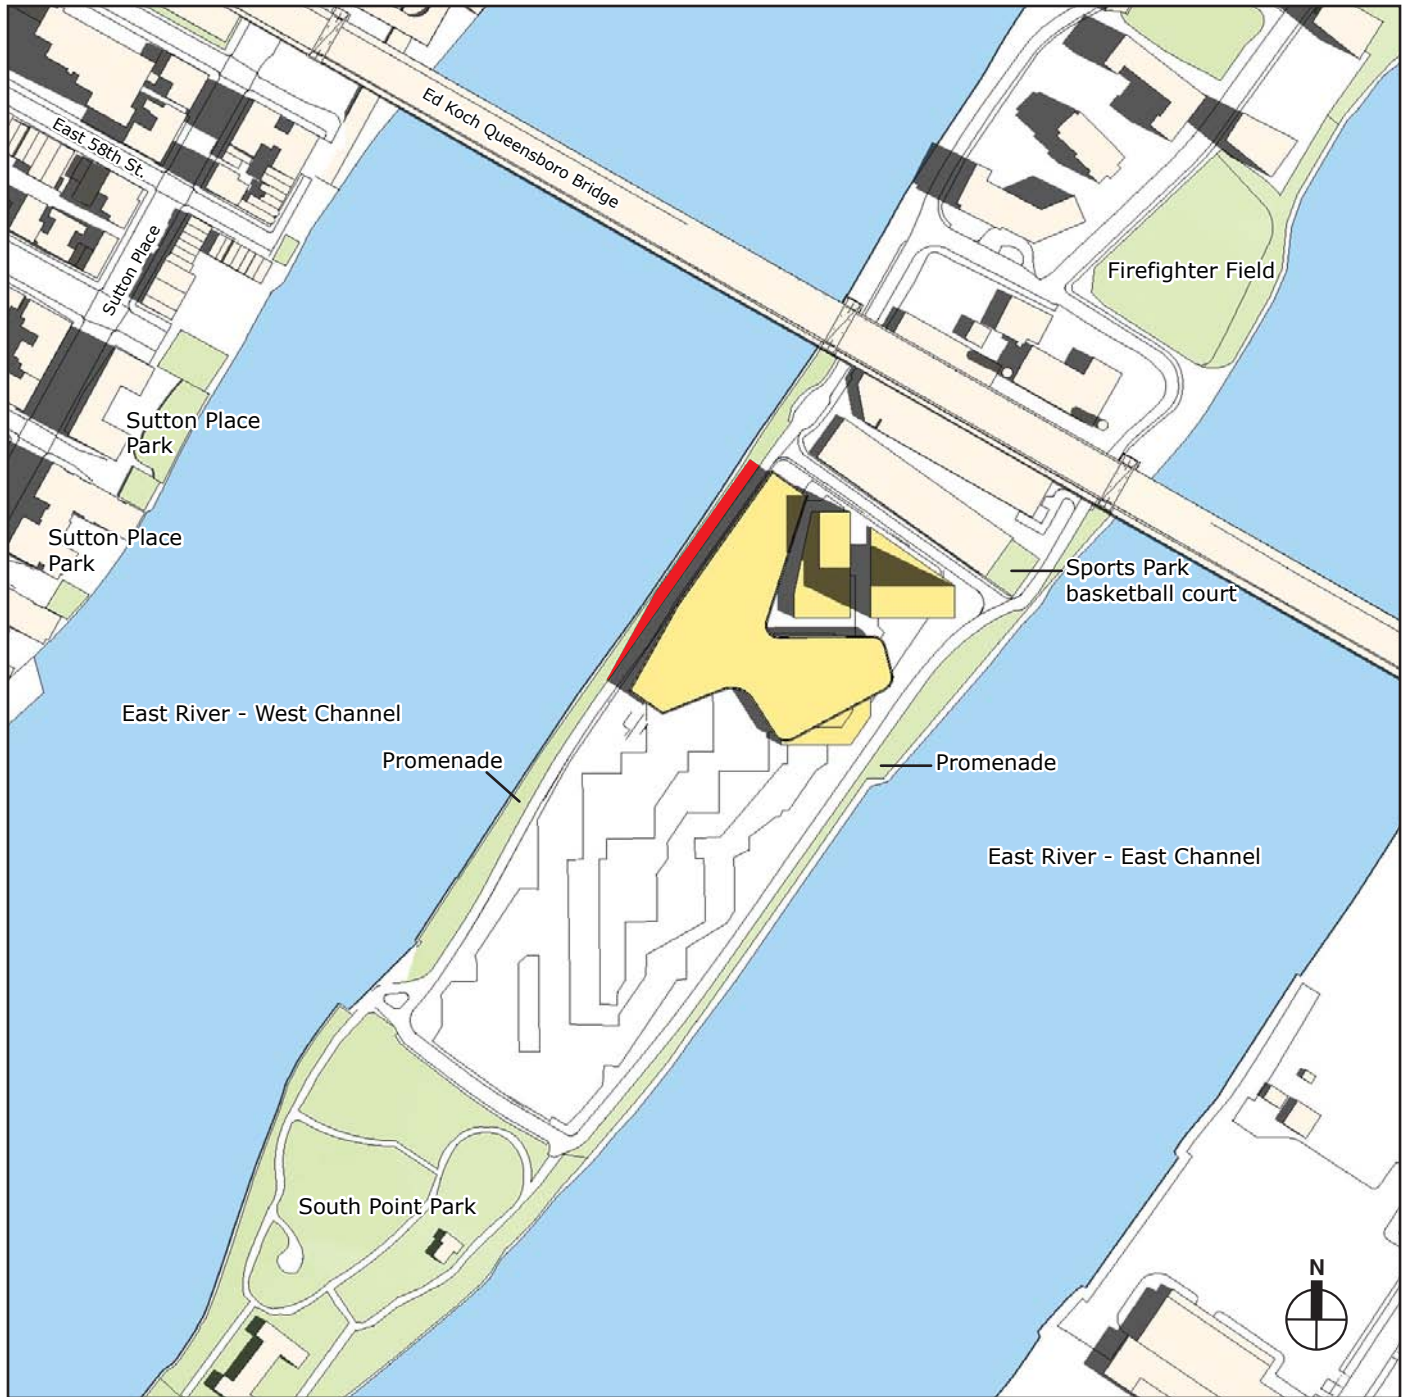 Ed Koch Queensboro Bridge
East 58th St.
Sutton Place
Firefighter Field
Sutton Place
Park
Sutton Place
Park
Sports Park
basketball court
East River - West Channel
Promenade
Promenade
East River - East Channel
South Point Park
N